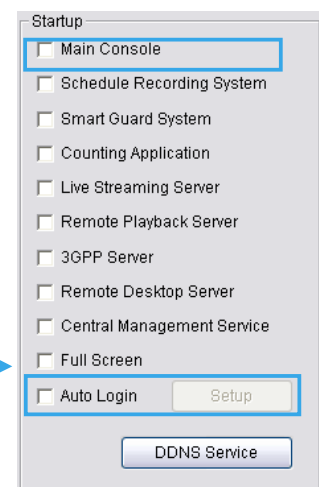 Startup
Main Console
Schedule Recording System
Smart Guard System
Counting Application
Live Streaming Server
Remote Playback Server
3GPP Server
Remote Desktop Server
Central Management Service
Full Screen
Auto Login Setup
DDNS Service